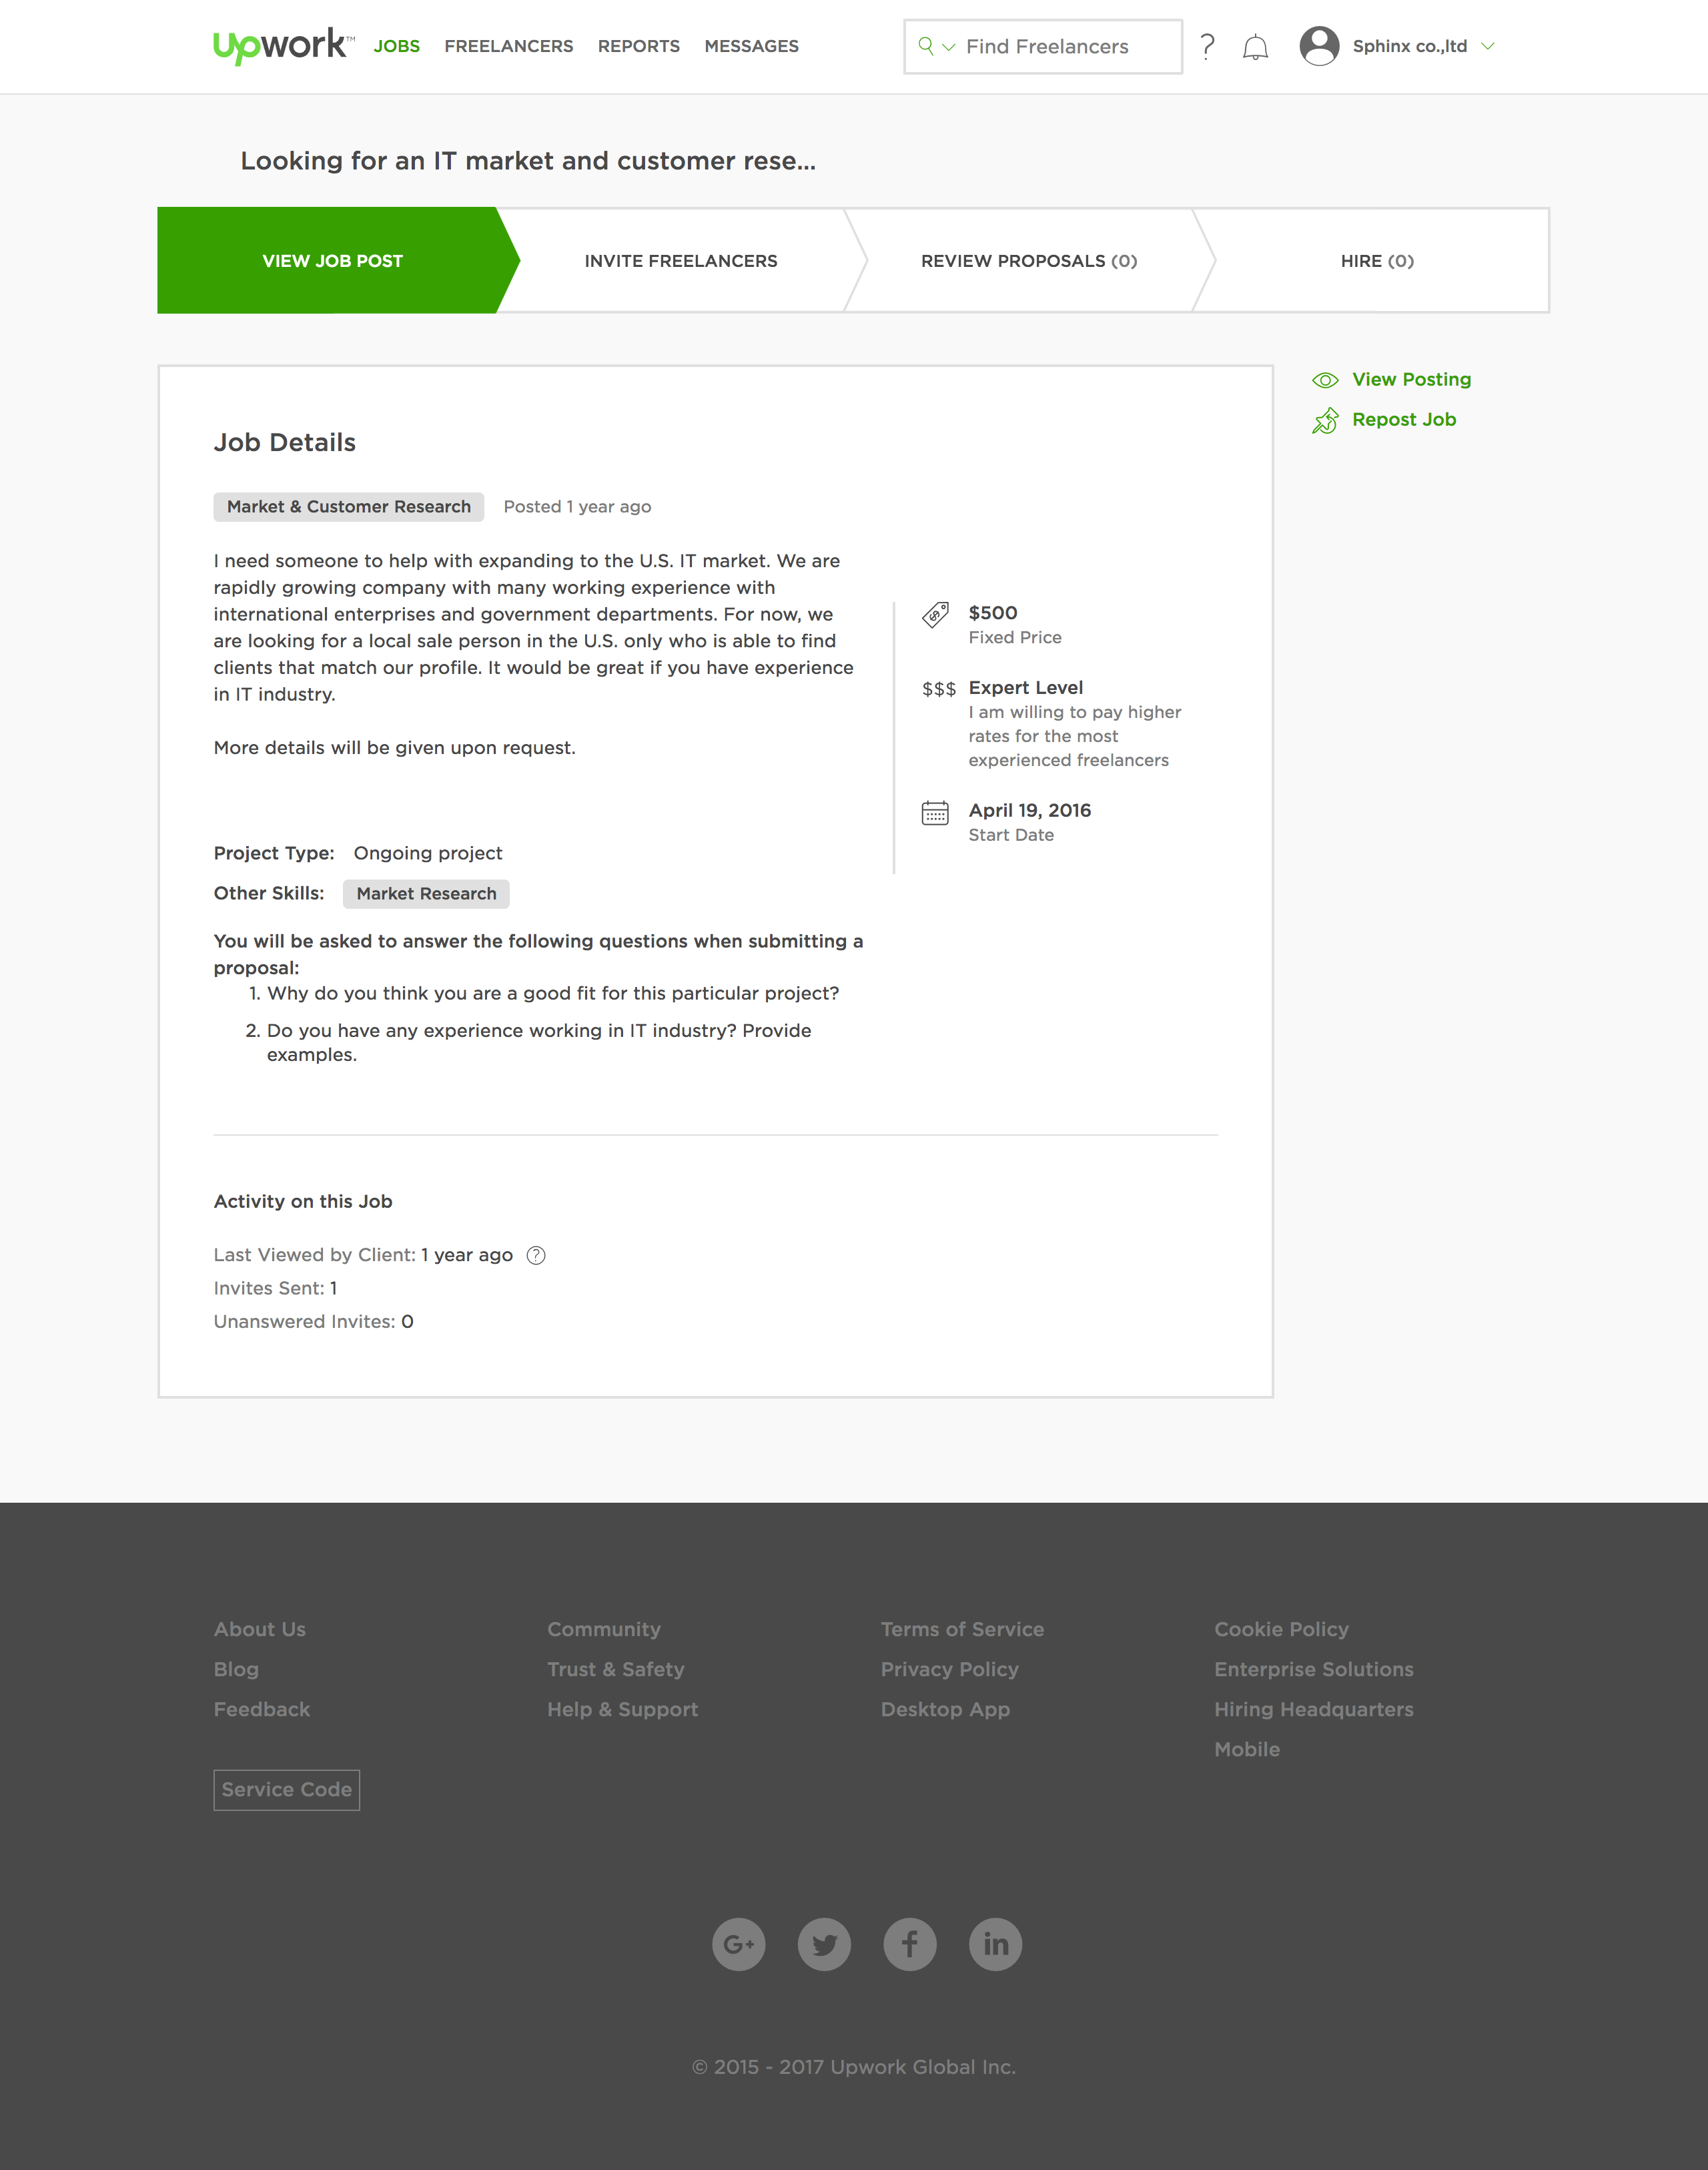 upwork™ JOBS FREELANCERS REPORTS MESSAGES Find Freelancers ? Sphinx co.,ltd
Looking for an IT market and customer rese...
VIEW JOB POST INVITE FREELANCERS REVIEW PROPOSALS (0) HIRE (0)
View Posting
Repost Job
Job Details
Market & Customer Research Posted 1 year ago
I need someone to help with expanding to the U.S. IT market. We are
rapidly growing company with many working experience with
international enterprises and government departments. For now, we
are looking for a local sale person in the U.S. only who is able to find
clients that match our profile. It would be great if you have experience
in IT industry.
More details will be given upon request.
$500
Fixed Price
$$$ Expert Level
I am willing to pay higher
rates for the most
experienced freelancers
April 19, 2016
Start Date
Project Type: Ongoing project
Other Skills: Market Research
You will be asked to answer the following questions when submitting a
proposal:
1. Why do you think you are a good fit for this particular project?
2. Do you have any experience working in IT industry? Provide
examples.
Activity on this Job
Last Viewed by Client: 1 year ago ?
Invites Sent: 1
Unanswered Invites: 0
About Us Community Terms of Service Cookie Policy
Blog Trust & Safety Privacy Policy Enterprise Solutions
Feedback Help & Support Desktop App Hiring Headquarters
Mobile
Service Code
G+ f in
© 2015 - 2017 Upwork Global Inc.